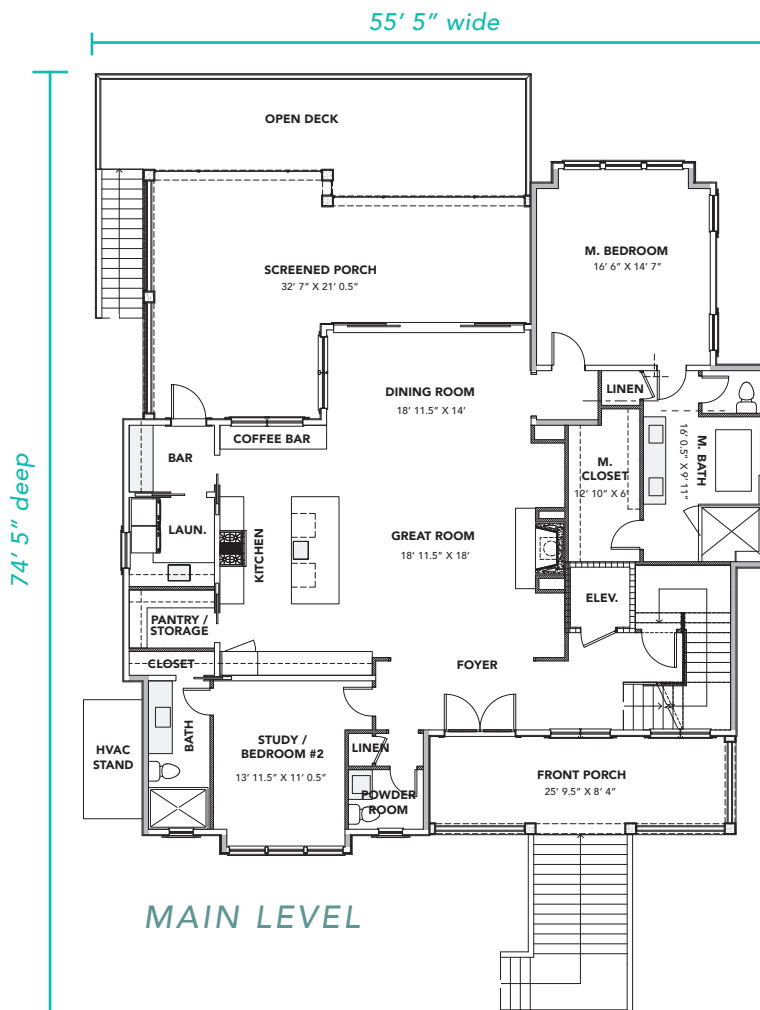 55' 5" wide
74' 5" deep
OPEN DECK
SCREENED PORCH
32' 7" X 21' 0.5"
M. BEDROOM
16' 6" X 14' 7"
DINING ROOM
18' 11.5" X 14'
LINEN
COFFEE BAR
BAR
M.
CLOSET
12' 10" X 6'
M. BATH
16' 0.5" X 9' 11"
LAUN.
KITCHEN
GREAT ROOM
18' 11.5" X 18'
ELEV.
PANTRY /
STORAGE
CLOSET
FOYER
HVAC
STAND
BATH
STUDY /
BEDROOM #2
13' 11.5" X 11' 0.5"
LINEN
POWDER
ROOM
FRONT PORCH
25' 9.5" X 8' 4"
MAIN LEVEL